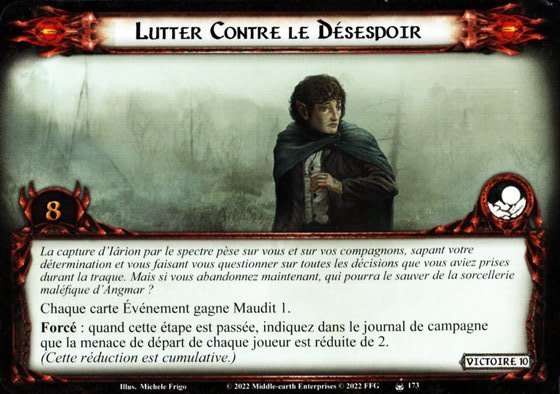 Lutter Contre le Désespoir
8
La capture d'Iârion par le spectre pèse sur vous et sur vos compagnons, sapant votre
détermination et vous faisant vous questionner sur toutes les décisions que vous aviez prises
durant la traque. Mais si vous abandonnez maintenant, qui pourra le sauver de la sorcellerie
maléfique d'Angmar ?
Chaque carte Événement gagne Maudit 1.
Forcé : quand cette étape est passée, indiquez dans le journal de campagne
que la menace de départ de chaque joueur est réduite de 2.
(Cette réduction est cumulative.)
VICTOIRE 10
Illus. Michele Frigo © 2022 Middle-earth Enterprises © 2022 FFG 173